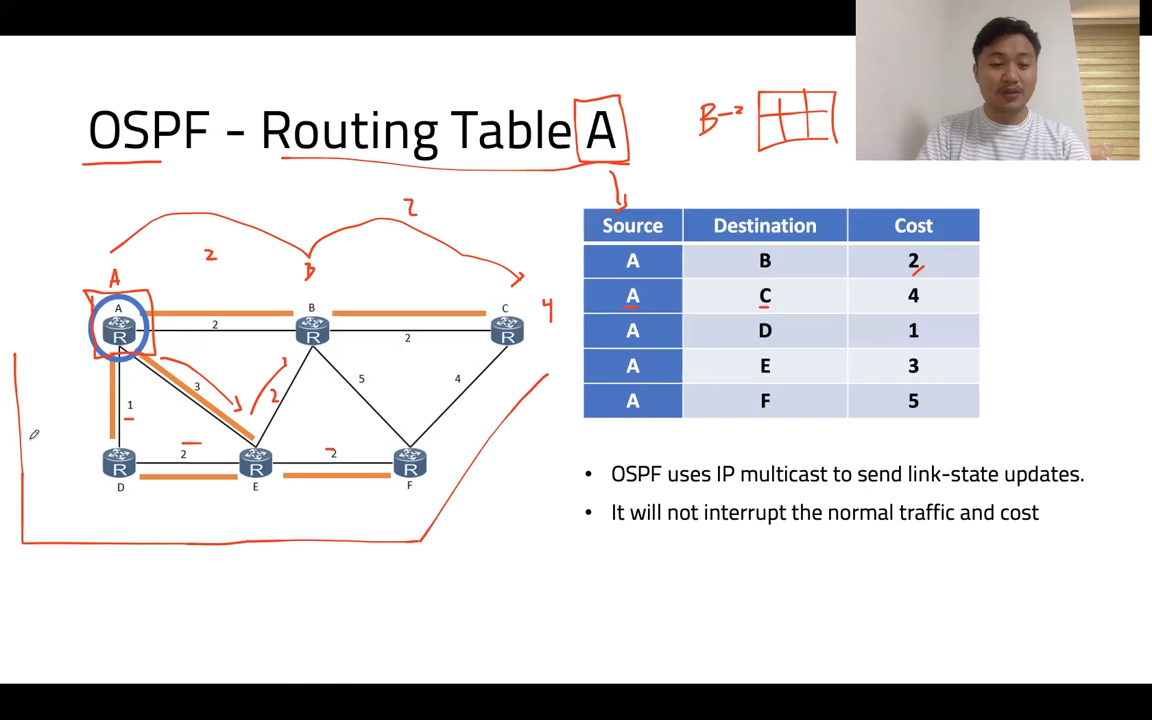 OSPF - Routing Table A
B→2
Source Destination Cost
A B 2
A C 4
A D 1
A E 3
A F 5
2
2
A
B
4
A B C
R R R
2 2
3 2 5 4
1
2 2
R R R
D E F
• OSPF uses IP multicast to send link-state updates.
• It will not interrupt the normal traffic and cost